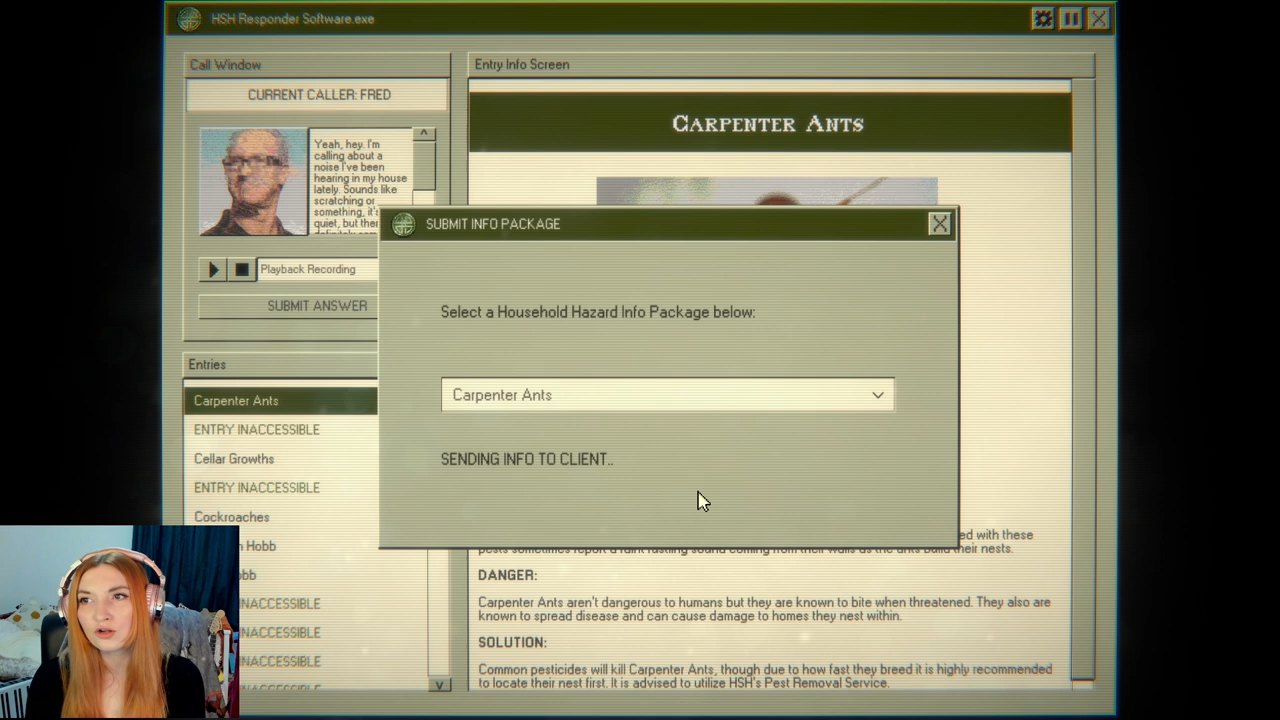 HSH Responder Software.exe
Call Window
CURRENT CALLER: FRED
Yeah, hey. I'm
calling about a
noise I've been
hearing in my house
lately. Sounds like
scratching or
something, it's
quiet, but ther
Playback Recording
SUBMIT ANSWER
Entries
Carpenter Ants
ENTRY INACCESSIBLE
Cellar Growths
ENTRY INACCESSIBLE
Cockroaches
Hobb
obb
INACCESSIBLE
INACCESSIBLE
INACCESSIBLE
Entry Info Screen
CARPENTER ANTS
SUBMIT INFO PACKAGE
Select a Household Hazard Info Package below:
Carpenter Ants
SENDING INFO TO CLIENT..
ed with these
pests sometimes report a faint rustling sound coming from their walls as the ants build their nests.
DANGER:
Carpenter Ants aren't dangerous to humans but they are known to bite when threatened. They also are
known to spread disease and can cause damage to homes they nest within.
SOLUTION:
Common pesticides will kill Carpenter Ants, though due to how fast they breed it is highly recommended
to locate their nest first. It is advised to utilize HSH's Pest Removal Service.